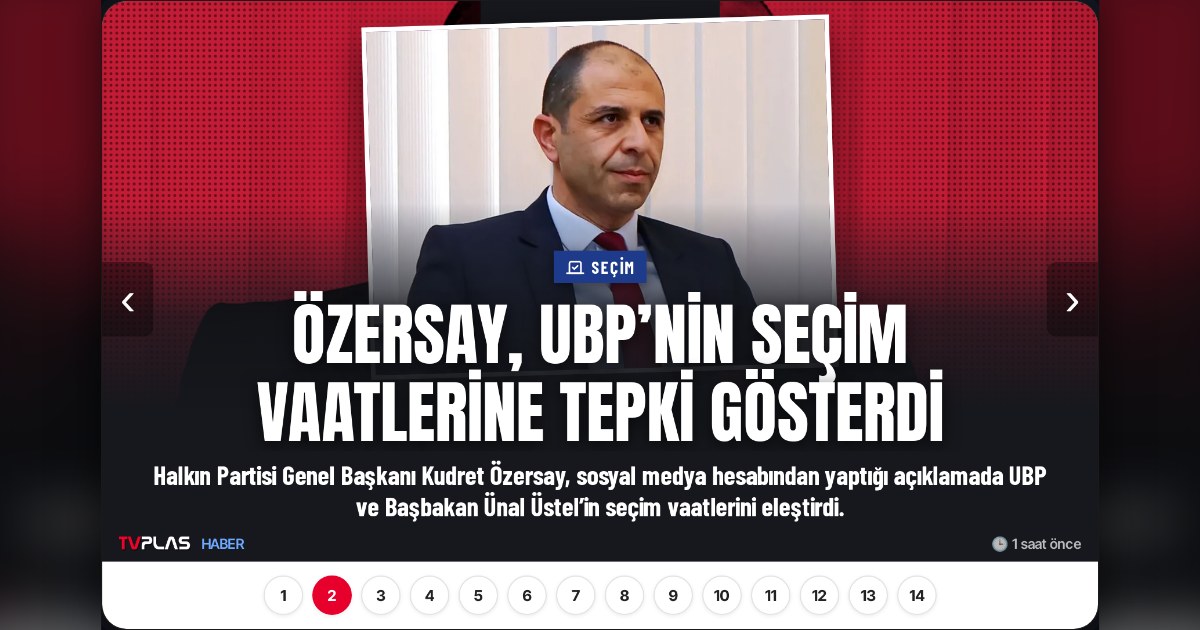 SEÇİM
ÖZERSAY, UBP’NİN SEÇİM
VAATLERİNE TEPKİ GÖSTERDİ
Halkın Partisi Genel Başkanı Kudret Özersay, sosyal medya hesabından yaptığı açıklamada UBP
ve Başbakan Ünal Üstel’in seçim vaatlerini eleştirdi.
TVPLAS HABER 1 saat önce
1 2 3 4 5 6 7 8 9 10 11 12 13 14